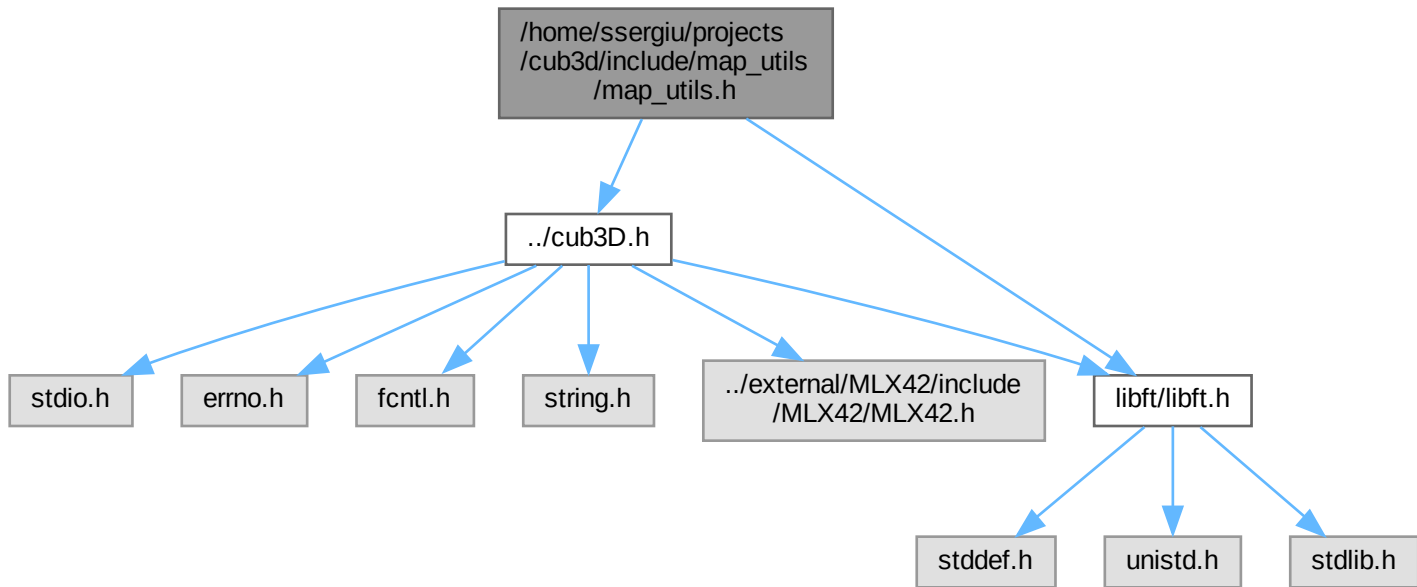 /home/ssergiu/projects
/cub3d/include/map_utils
/map_utils.h
../cub3D.h
stdio.h
errno.h
fcntl.h
string.h
../external/MLX42/include
/MLX42/MLX42.h
libft/libft.h
stddef.h
unistd.h
stdlib.h